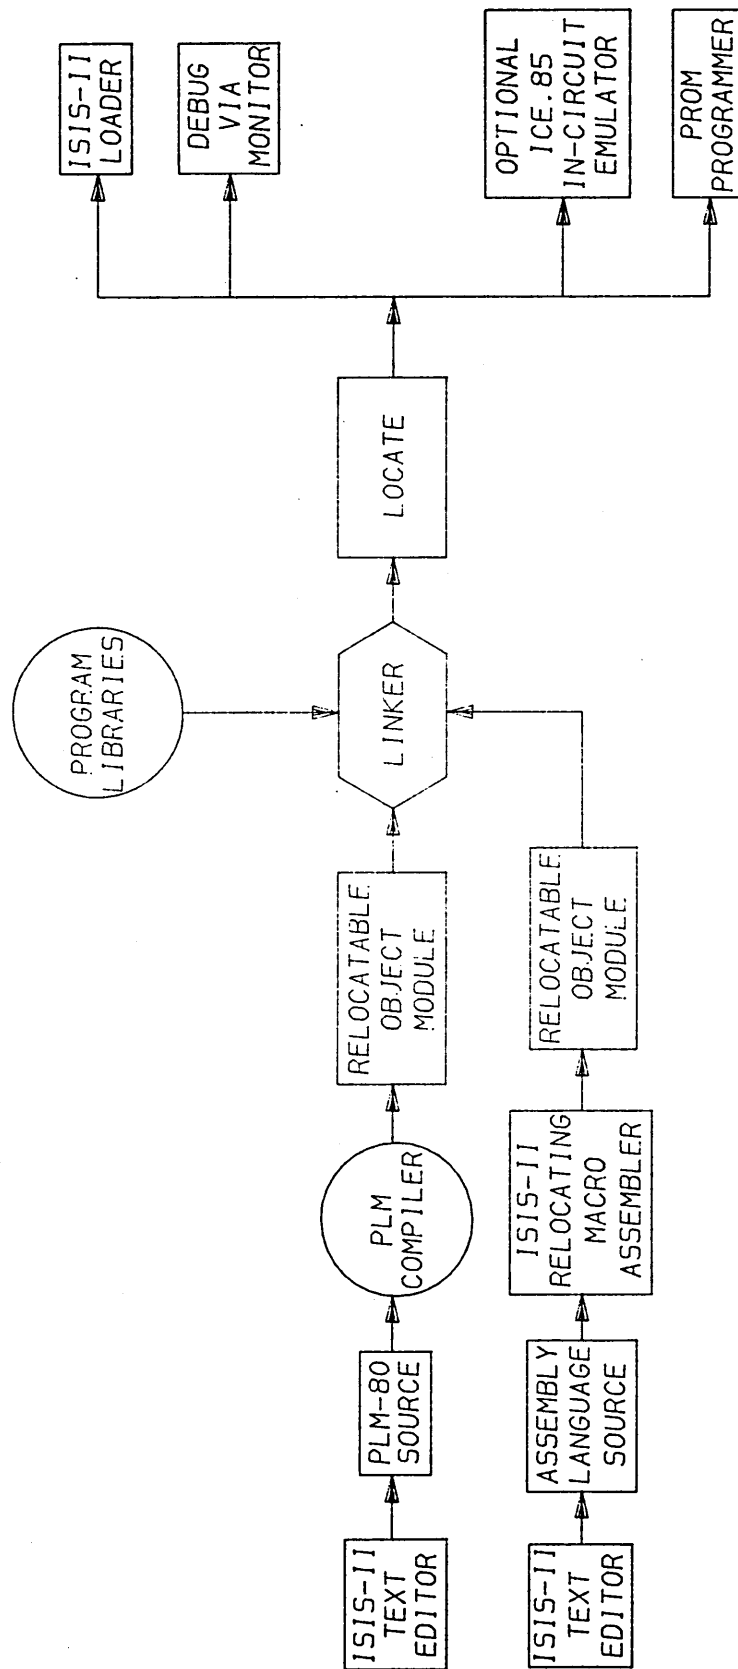 ISIS-II
TEXT
EDITOR
PLM-80
SOURCE
PLM
COMPILER
RELOCATABLE
OBJECT
MODULE
PROGRAM
LIBRARIES
LINKER
LOCATE
ISIS-II
LOADER
DEBUG
VIA
MONITOR
OPTIONAL
ICE.85
IN-CIRCUIT
EMULATOR
PROM
PROGRAMMER
ISIS-II
TEXT
EDITOR
ASSEMBLY
LANGUAGE
SOURCE
ISIS-II
RELOCATING
MACRO
ASSEMBLER
RELOCATABLE
OBJECT
MODULE